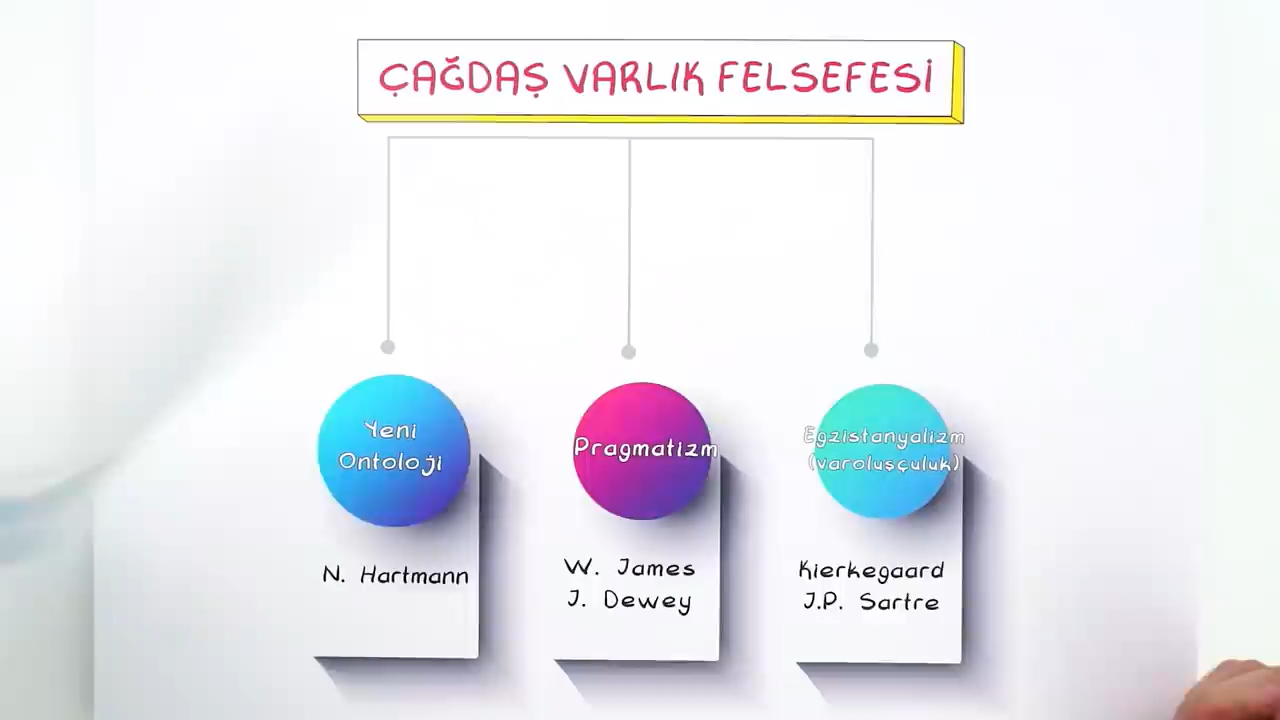 ÇAĞDAŞ VARLIK FELSEFESİ
Yeni
Ontoloji
N. Hartmann
Pragmatizm
W. James
J. Dewey
Egzistanyalizm
(varoluşçuluk)
Kierkegaard
J.P. Sartre